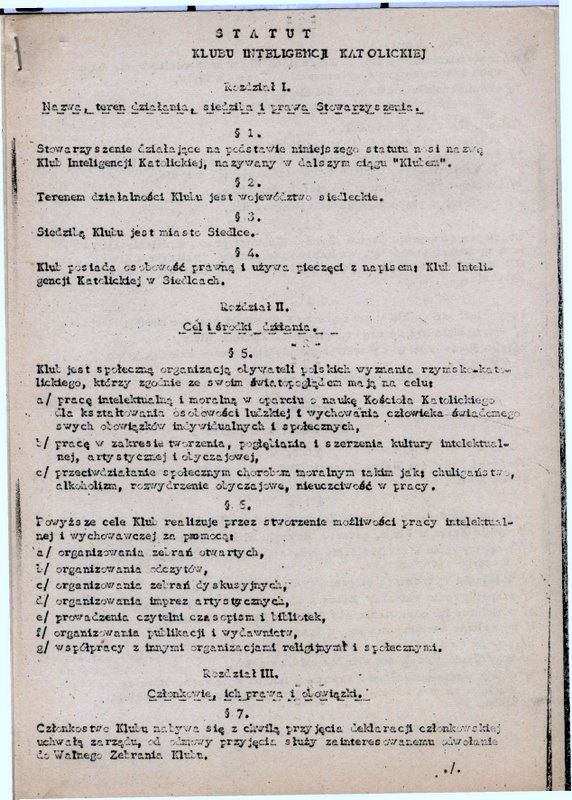 S T A T U T
KLUBU INTELIGENCJI KATOLICKIEJ
Rozdział I.
Nazwa, teren działania, siedziba i prawa Stowarzyszenia.
§ 1.
Stowarzyszenie działające na podstawie niniejszego statutu nosi nazwę
Klub Inteligencji Katolickiej, nazywany w dalszym ciągu "Klubem".
§ 2.
Terenem działalności Klubu jest województwo siedleckie.
§ 3.
Siedzibą Klubu jest miasto Siedlce.
§ 4.
Klub posiada osobowość prawną i używa pieczęci z napisem: Klub Inteli-
gencji Katolickiej w Siedlcach.
Rozdział II.
Cel i środki działania.
§ 5.
Klub jest społeczną organizacją obywateli polskich wyznania rzymsko-kato-
lickiego, którzy zgodnie ze swoim światopoglądem mają na celu:
a/ pracę intelektualną i moralną w oparciu o naukę Kościoła Katolickiego
dla kształtowania osobowości ludzkiej i wychowania człowieka świadomego
swych obowiązków indywidualnych i społecznych,
b/ pracę w zakresie tworzenia, pogłębiania i szerzenia kultury intelektual-
nej, artystycznej i obyczajowej,
c/ przeciwdziałanie społecznym chorobom moralnym takim jak: chuligaństwo,
alkoholizm, rozwydrzenie obyczajowe, nieuczciwość w pracy.
§ 6.
Powyższe cele Klub realizuje przez stworzenie możliwości pracy intelektual-
nej i wychowawczej za pomocą:
a/ organizowania zebrań otwartych,
b/ organizowania odczytów,
c/ organizowania zebrań dyskusyjnych,
d/ organizowania imprez artystycznych,
e/ prowadzenia czytelni czasopism i bibliotek,
f/ organizowania publikacji i wydawnictw,
g/ współpracy z innymi organizacjami religijnymi i społecznymi.
Rozdział III.
Członkowie, ich prawa i obowiązki.
§ 7.
Członkostwo Klubu nabywa się z chwilą przyjęcia deklaracji członkowskiej
uchwałą zarządu, od odmowy przyjęcia służy zainteresowanemu odwołanie
do Walnego Zebrania Klubu.
./.